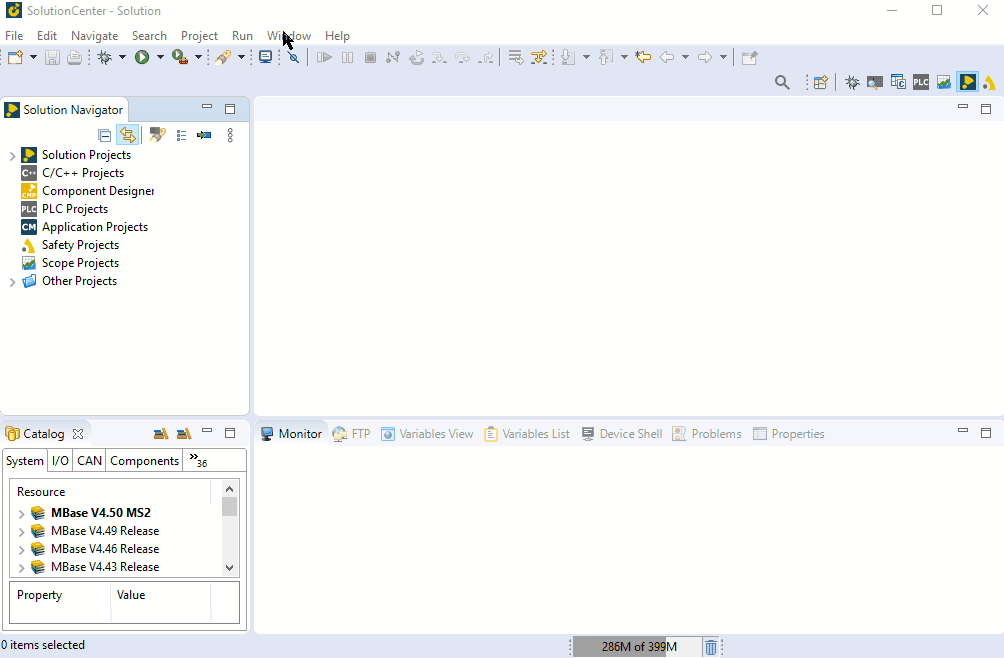 SolutionCenter - Solution
File Edit Navigate Search Project Run Window Help
PLC
Solution Navigator
Solution Projects
C++ C/C++ Projects
CMP Component Designer
PLC PLC Projects
CM Application Projects
Safety Projects
Scope Projects
Other Projects
Catalog
System I/O CAN Components »36
Resource
MBase V4.50 MS2
MBase V4.49 Release
MBase V4.46 Release
MBase V4.43 Release
Property Value
Monitor FTP Variables View Variables List Device Shell Problems Properties
0 items selected
286M of 399M